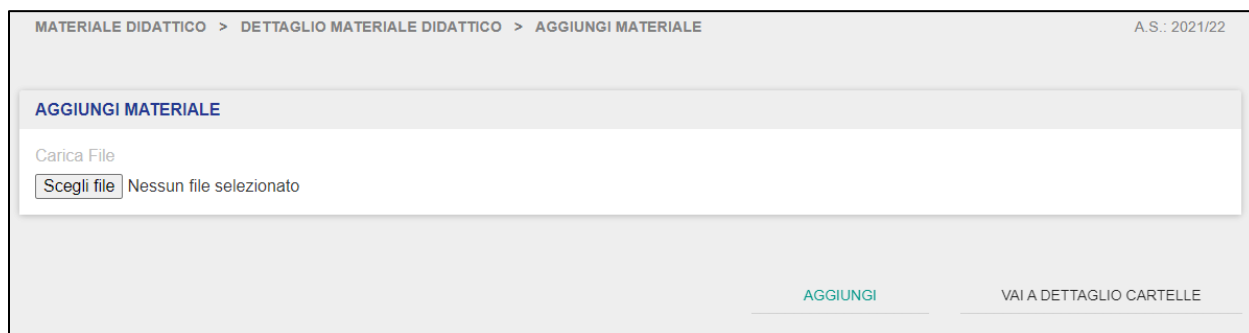 MATERIALE DIDATTICO > DETTAGLIO MATERIALE DIDATTICO > AGGIUNGI MATERIALE A.S.: 2021/22
AGGIUNGI MATERIALE
Carica File
Scegli file Nessun file selezionato
AGGIUNGI VAI A DETTAGLIO CARTELLE